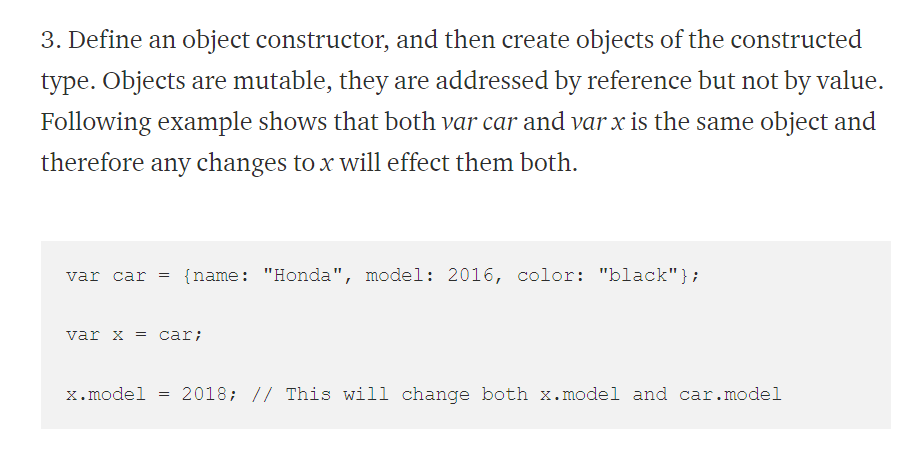 3. Define an object constructor, and then create objects of the constructed
type. Objects are mutable, they are addressed by reference but not by value.
Following example shows that both var car and var x is the same object and
therefore any changes to x will effect them both.
var car = {name: "Honda", model: 2016, color: "black"};
var x = car;
x.model = 2018; // This will change both x.model and car.model